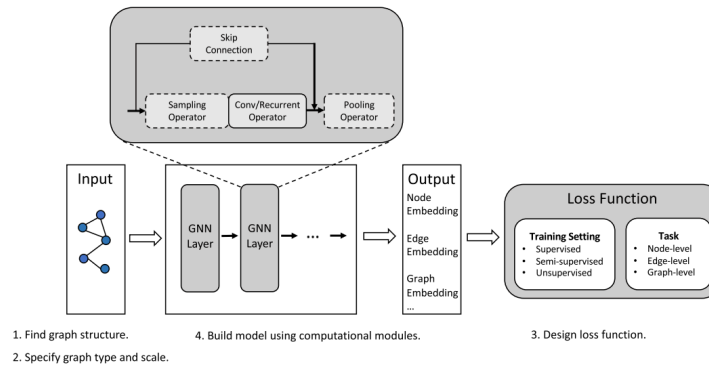 Skip
Connection
Sampling
Operator
Conv/Recurrent
Operator
Pooling
Operator
Input
GNN
Layer
GNN
Layer
...
Output
Node
Embedding
Edge
Embedding
Graph
Embedding
...
Loss Function
Training Setting
• Supervised
• Semi-supervised
• Unsupervised
Task
• Node-level
• Edge-level
• Graph-level
1. Find graph structure.
2. Specify graph type and scale.
4. Build model using computational modules.
3. Design loss function.